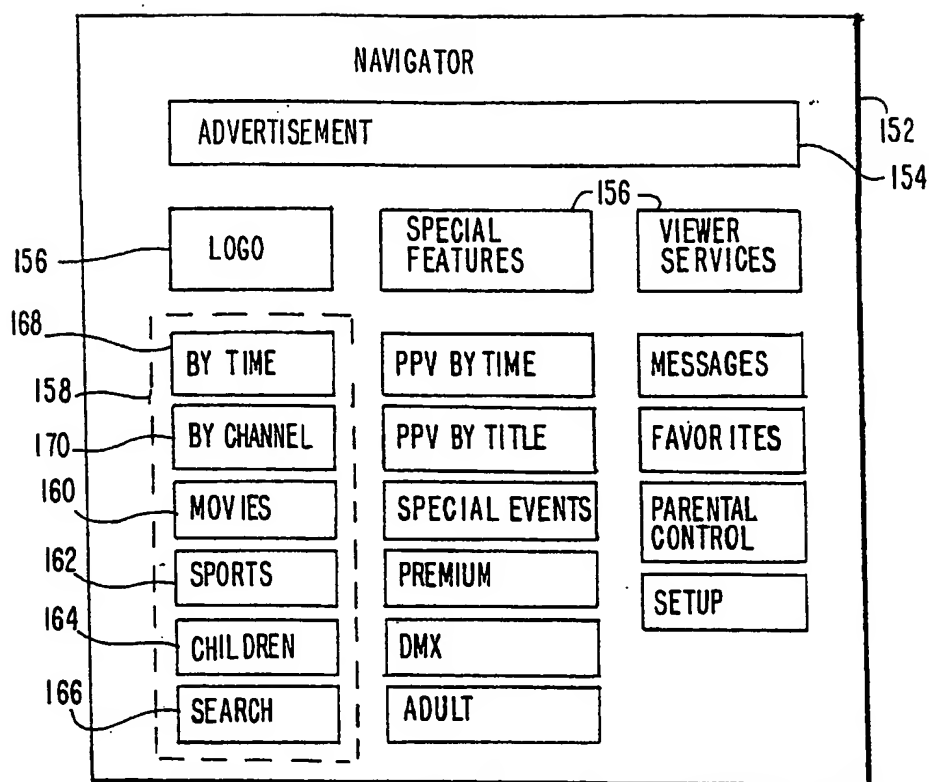 NAVIGATOR
ADVERTISEMENT
152
154
156
156
LOGO
SPECIAL
FEATURES
VIEWER
SERVICES
168
158
170
160
162
164
166
BY TIME
BY CHANNEL
MOVIES
SPORTS
CHILDREN
SEARCH
PPV BY TIME
PPV BY TITLE
SPECIAL EVENTS
PREMIUM
DMX
ADULT
MESSAGES
FAVORITES
PARENTAL
CONTROL
SETUP